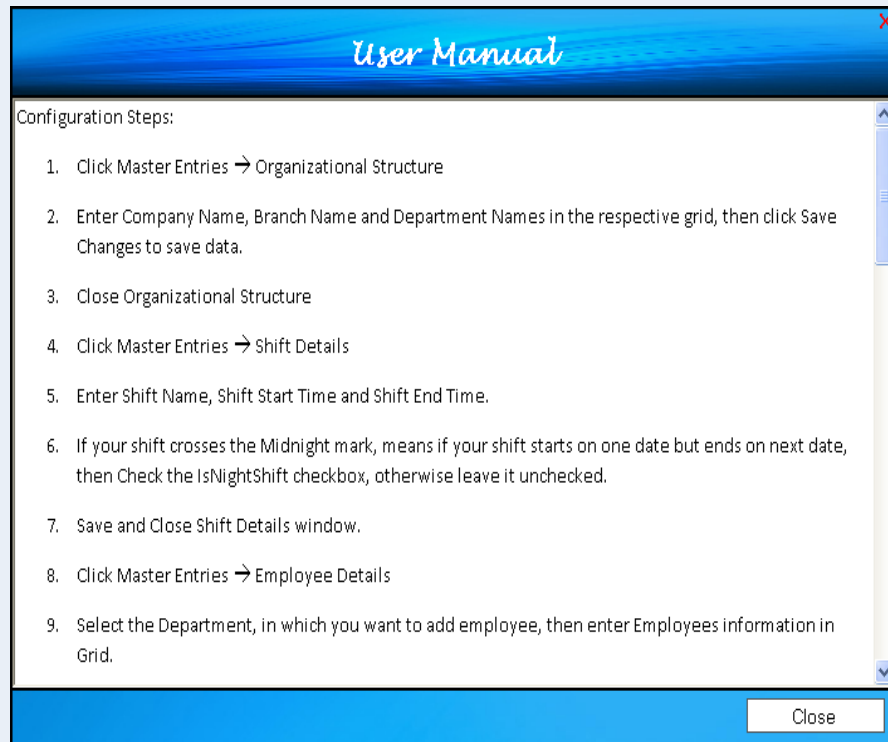 User Manual
Configuration Steps:
1. Click Master Entries → Organizational Structure
2. Enter Company Name, Branch Name and Department Names in the respective grid, then click Save
Changes to save data.
3. Close Organizational Structure
4. Click Master Entries → Shift Details
5. Enter Shift Name, Shift Start Time and Shift End Time.
6. If your shift crosses the Midnight mark, means if your shift starts on one date but ends on next date,
then Check the IsNightShift checkbox, otherwise leave it unchecked.
7. Save and Close Shift Details window.
8. Click Master Entries → Employee Details
9. Select the Department, in which you want to add employee, then enter Employees information in
Grid.
Close